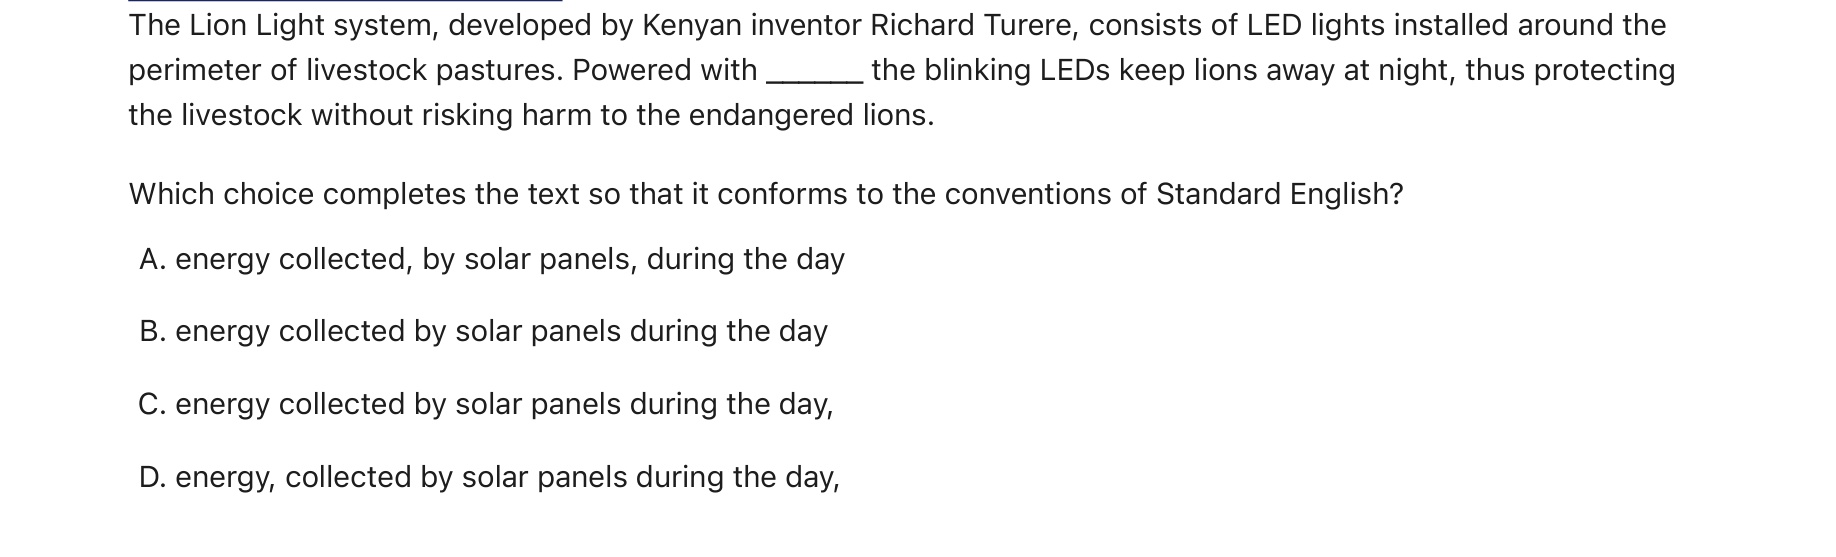 The Lion Light system, developed by Kenyan inventor Richard Turere, consists of LED lights installed around the
perimeter of livestock pastures. Powered with ______ the blinking LEDs keep lions away at night, thus protecting
the livestock without risking harm to the endangered lions.
Which choice completes the text so that it conforms to the conventions of Standard English?
A. energy collected, by solar panels, during the day
B. energy collected by solar panels during the day
C. energy collected by solar panels during the day,
D. energy, collected by solar panels during the day,